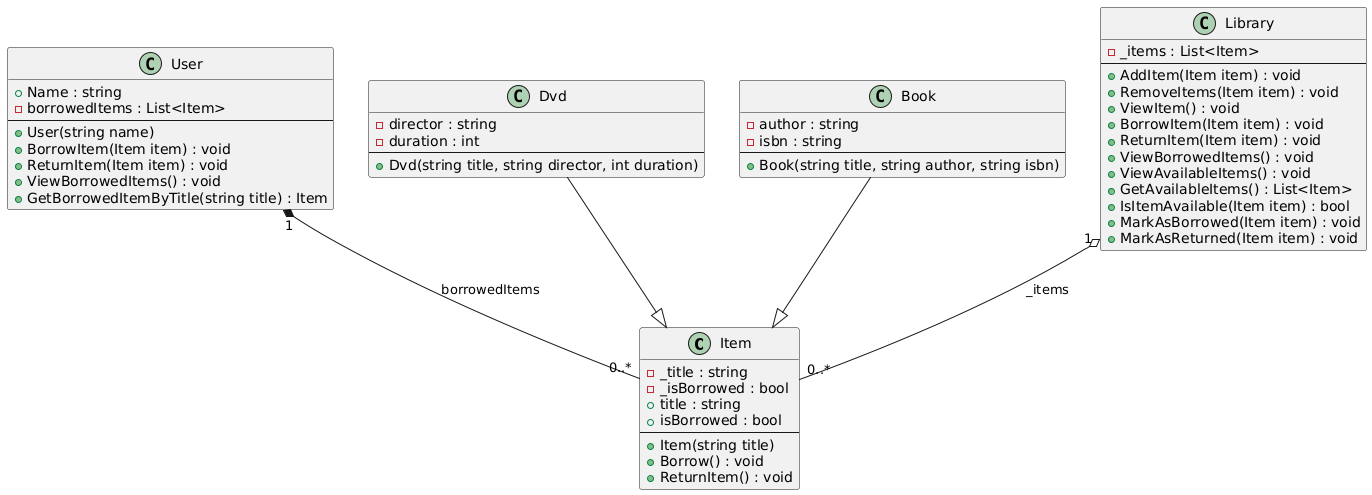 C User
Name : string
borrowedItems : List<Item>
User(string name)
BorrowItem(Item item) : void
ReturnItem(Item item) : void
ViewBorrowedItems() : void
GetBorrowedItemByTitle(string title) : Item
C Dvd
director : string
duration : int
Dvd(string title, string director, int duration)
C Book
author : string
isbn : string
Book(string title, string author, string isbn)
C Library
_items : List<Item>
AddItem(Item item) : void
RemoveItems(Item item) : void
ViewItem() : void
BorrowItem(Item item) : void
ReturnItem(Item item) : void
ViewBorrowedItems() : void
ViewAvailableItems() : void
GetAvailableItems() : List<Item>
IsItemAvailable(Item item) : bool
MarkAsBorrowed(Item item) : void
MarkAsReturned(Item item) : void
1
1
borrowedItems
_items
0..*
0..*
C Item
_title : string
_isBorrowed : bool
title : string
isBorrowed : bool
Item(string title)
Borrow() : void
ReturnItem() : void